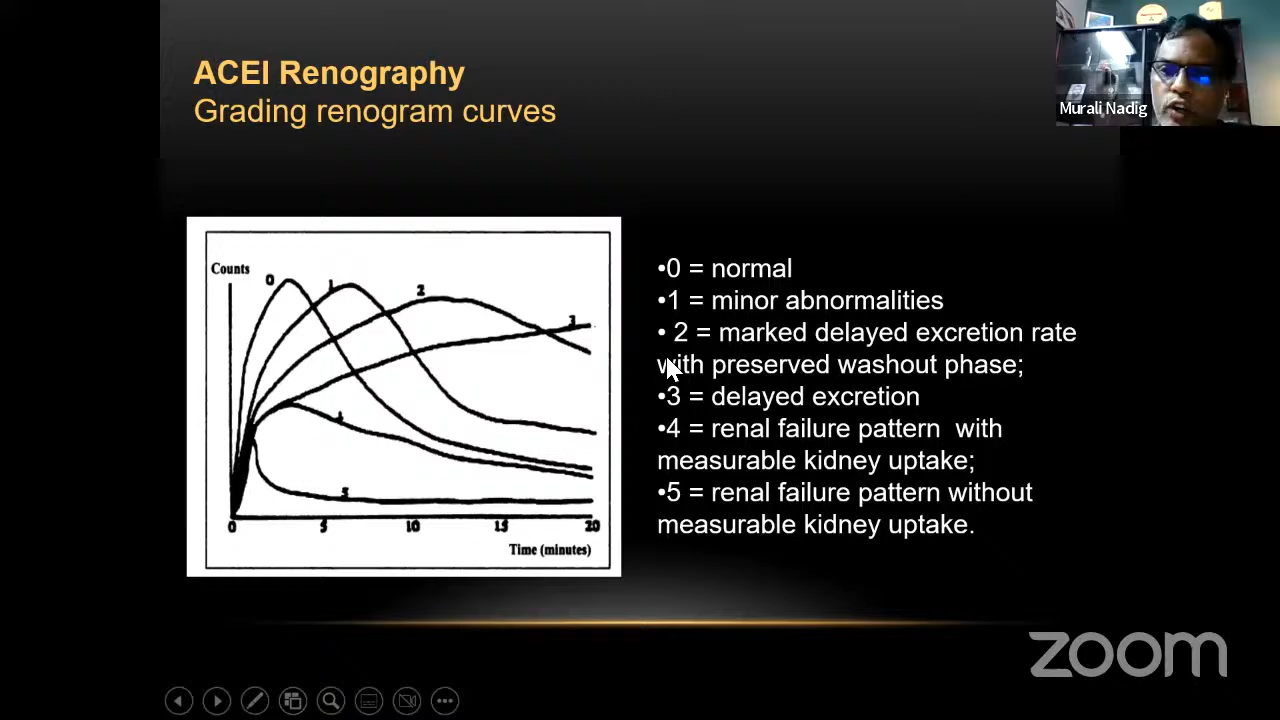 ACEI Renography
Grading renogram curves
Murali Nadig
Counts
0
1
2
3
4
5
0 5 10 15 20
Time (minutes)
•0 = normal
•1 = minor abnormalities
• 2 = marked delayed excretion rate
with preserved washout phase;
•3 = delayed excretion
•4 = renal failure pattern with
measurable kidney uptake;
•5 = renal failure pattern without
measurable kidney uptake.
zoom